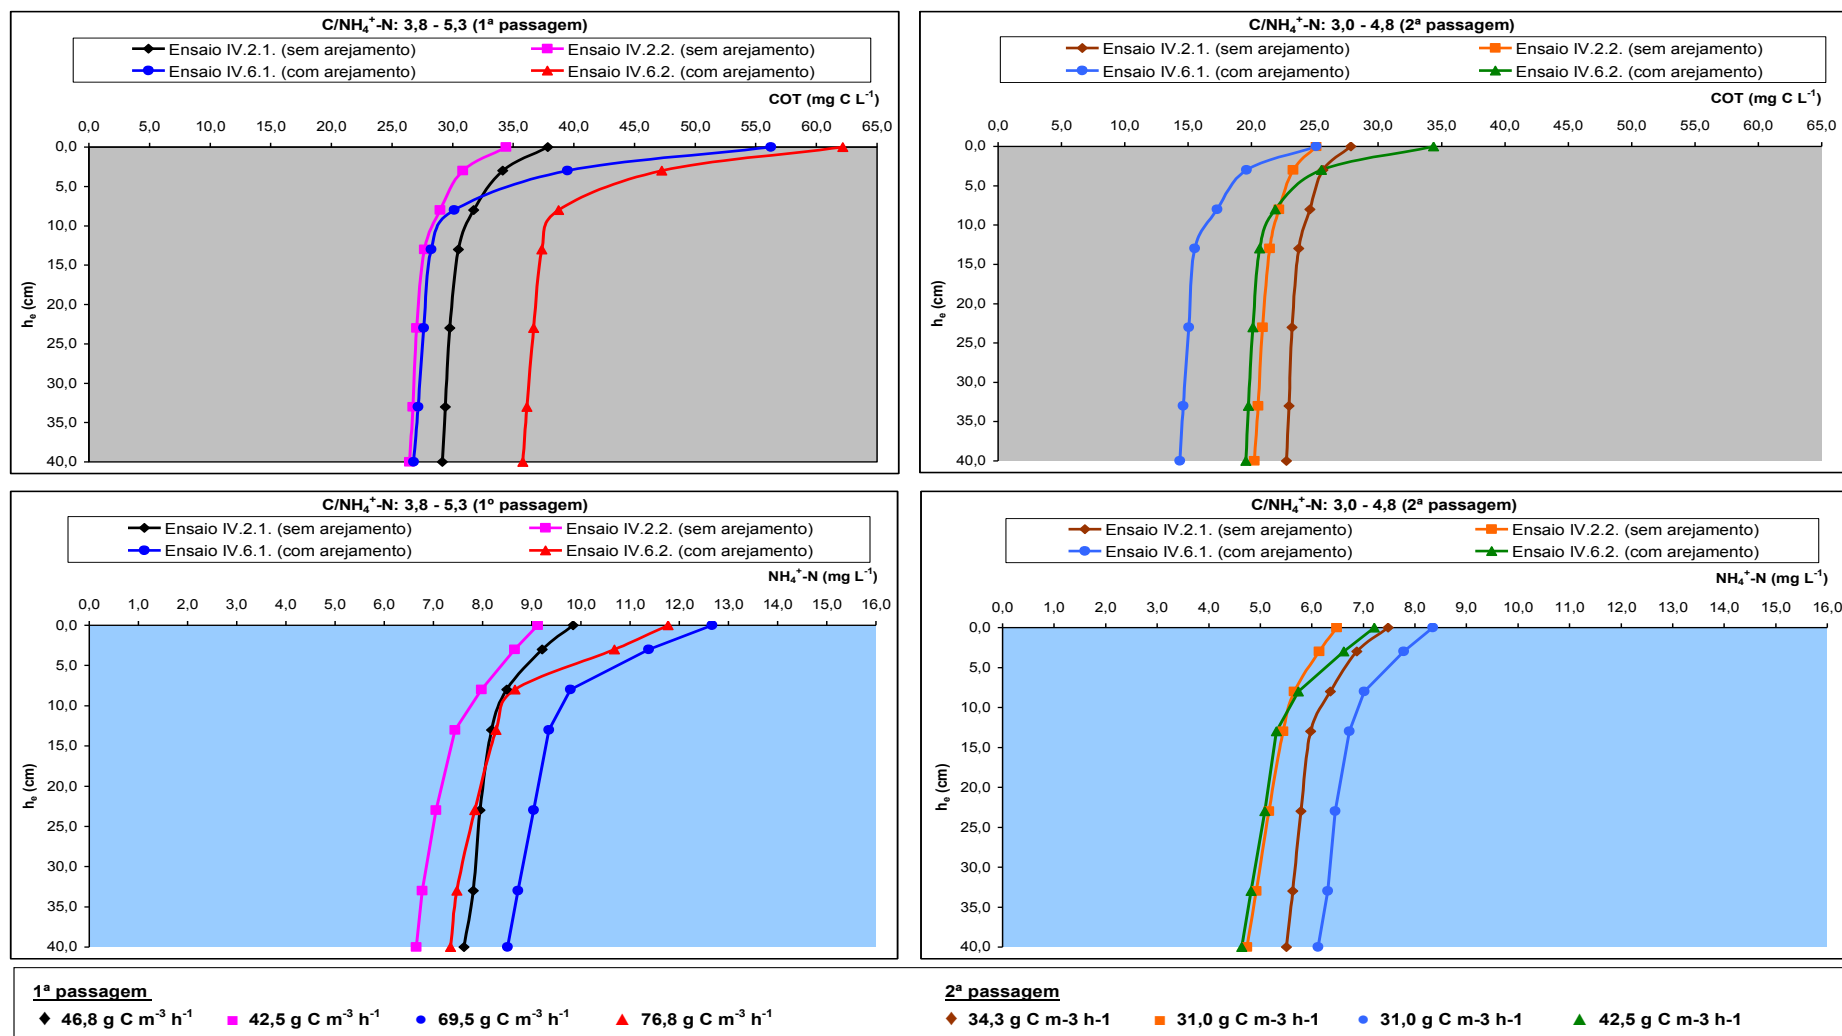 C/NH₄⁺-N: 3,8 - 5,3 (1ª passagem)
Ensaio IV.2.1. (sem arejamento) Ensaio IV.2.2. (sem arejamento)
Ensaio IV.6.1. (com arejamento) Ensaio IV.6.2. (com arejamento)
COT (mg C L⁻¹)
0,0 5,0 10,0 15,0 20,0 25,0 30,0 35,0 40,0 45,0 50,0 55,0 60,0 65,0
0,0
5,0
10,0
15,0
20,0
25,0
30,0
35,0
40,0
hₑ (cm)
C/NH₄⁺-N: 3,0 - 4,8 (2ª passagem)
Ensaio IV.2.1. (sem arejamento) Ensaio IV.2.2. (sem arejamento)
Ensaio IV.6.1. (com arejamento) Ensaio IV.6.2. (com arejamento)
COT (mg C L⁻¹)
0,0 5,0 10,0 15,0 20,0 25,0 30,0 35,0 40,0 45,0 50,0 55,0 60,0 65,0
0,0
5,0
10,0
15,0
20,0
25,0
30,0
35,0
40,0
hₑ (cm)
C/NH₄⁺-N: 3,8 - 5,3 (1º passagem)
Ensaio IV.2.1. (sem arejamento) Ensaio IV.2.2. (sem arejamento)
Ensaio IV.6.1. (com arejamento) Ensaio IV.6.2. (com arejamento)
NH₄⁺-N (mg L⁻¹)
0,0 1,0 2,0 3,0 4,0 5,0 6,0 7,0 8,0 9,0 10,0 11,0 12,0 13,0 14,0 15,0 16,0
0,0
5,0
10,0
15,0
20,0
25,0
30,0
35,0
40,0
hₑ (cm)
C/NH₄⁺-N: 3,0 - 4,8 (2ª passagem)
Ensaio IV.2.1. (sem arejamento) Ensaio IV.2.2. (sem arejamento)
Ensaio IV.6.1. (com arejamento) Ensaio IV.6.2. (com arejamento)
NH₄⁺-N (mg L⁻¹)
0,0 1,0 2,0 3,0 4,0 5,0 6,0 7,0 8,0 9,0 10,0 11,0 12,0 13,0 14,0 15,0 16,0
0,0
5,0
10,0
15,0
20,0
25,0
30,0
35,0
40,0
hₑ (cm)
1ª passagem
46,8 g C m⁻³ h⁻¹ 42,5 g C m⁻³ h⁻¹ 69,5 g C m⁻³ h⁻¹ 76,8 g C m⁻³ h⁻¹
2ª passagem
34,3 g C m-3 h-1 31,0 g C m-3 h-1 31,0 g C m-3 h-1 42,5 g C m-3 h-1